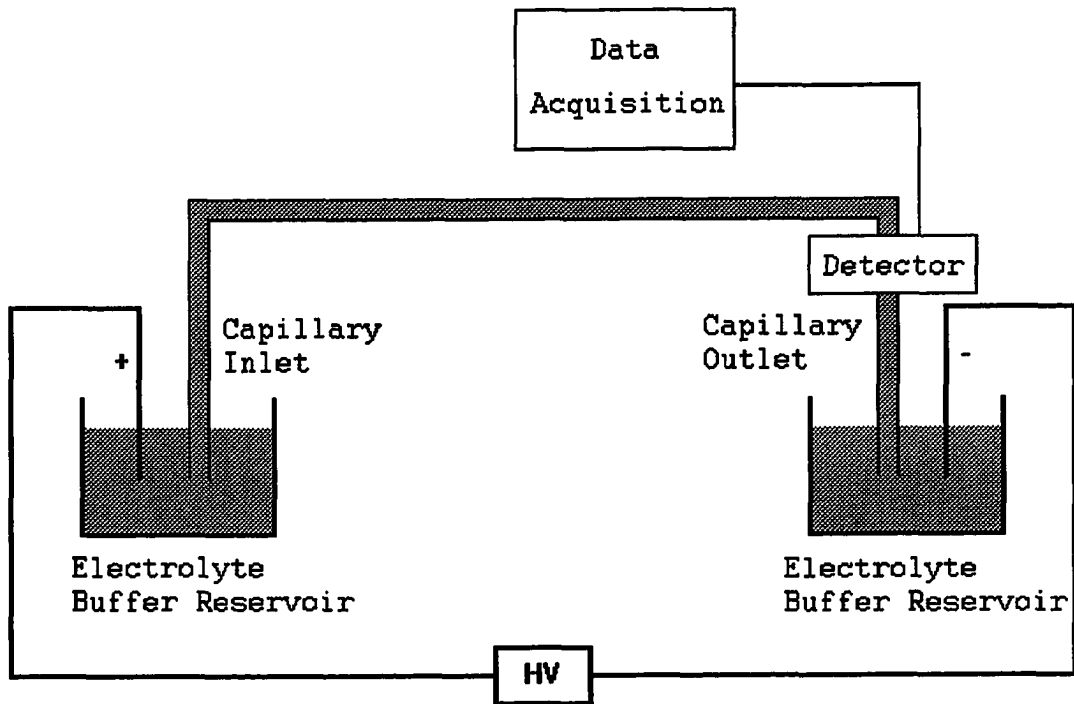 Data
Acquisition
Detector
Capillary
Inlet
Capillary
Outlet
+
-
Electrolyte
Buffer Reservoir
Electrolyte
Buffer Reservoir
HV